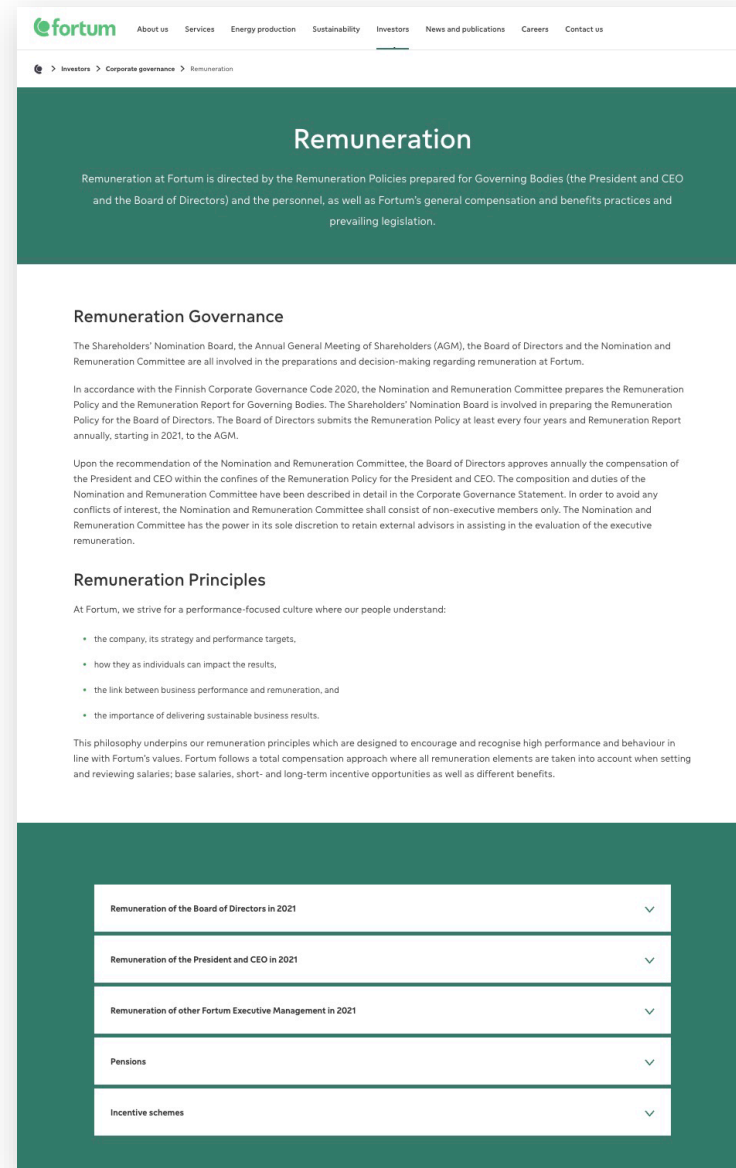 fortum
About us Services Energy production Sustainability Investors News and publications Careers Contact us
> Investors > Corporate governance > Remuneration
Remuneration
Remuneration at Fortum is directed by the Remuneration Policies prepared for Governing Bodies (the President and CEO
and the Board of Directors) and the personnel, as well as Fortum's general compensation and benefits practices and
prevailing legislation.
Remuneration Governance
The Shareholders' Nomination Board, the Annual General Meeting of Shareholders (AGM), the Board of Directors and the Nomination and
Remuneration Committee are all involved in the preparations and decision-making regarding remuneration at Fortum.
In accordance with the Finnish Corporate Governance Code 2020, the Nomination and Remuneration Committee prepares the Remuneration
Policy and the Remuneration Report for Governing Bodies. The Shareholders' Nomination Board is involved in preparing the Remuneration
Policy for the Board of Directors. The Board of Directors submits the Remuneration Policy at least every four years and Remuneration Report
annually, starting in 2021, to the AGM.
Upon the recommendation of the Nomination and Remuneration Committee, the Board of Directors approves annually the compensation of
the President and CEO within the confines of the Remuneration Policy for the President and CEO. The composition and duties of the
Nomination and Remuneration Committee have been described in detail in the Corporate Governance Statement. In order to avoid any
conflicts of interest, the Nomination and Remuneration Committee shall consist of non-executive members only. The Nomination and
Remuneration Committee has the power in its sole discretion to retain external advisors in assisting in the evaluation of the executive
remuneration.
Remuneration Principles
At Fortum, we strive for a performance-focused culture where our people understand:
• the company, its strategy and performance targets,
• how they as individuals can impact the results,
• the link between business performance and remuneration, and
• the importance of delivering sustainable business results.
This philosophy underpins our remuneration principles which are designed to encourage and recognise high performance and behaviour in
line with Fortum's values. Fortum follows a total compensation approach where all remuneration elements are taken into account when setting
and reviewing salaries; base salaries, short- and long-term incentive opportunities as well as different benefits.
Remuneration of the Board of Directors in 2021
Remuneration of the President and CEO in 2021
Remuneration of other Fortum Executive Management in 2021
Pensions
Incentive schemes